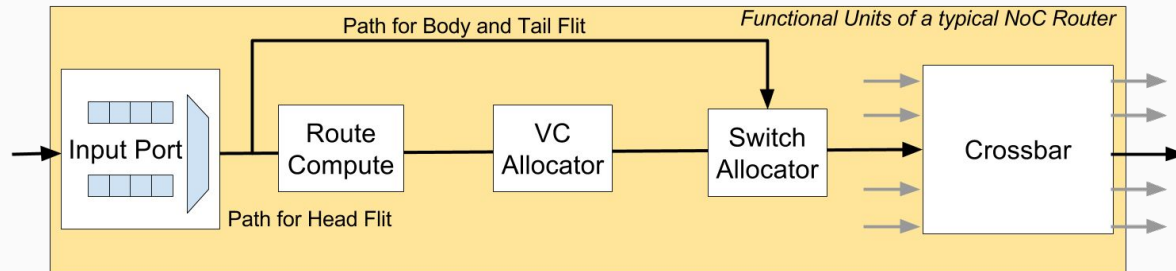 Functional Units of a typical NoC Router
Path for Body and Tail Flit
Input Port
Route
Compute
VC
Allocator
Switch
Allocator
Crossbar
Path for Head Flit